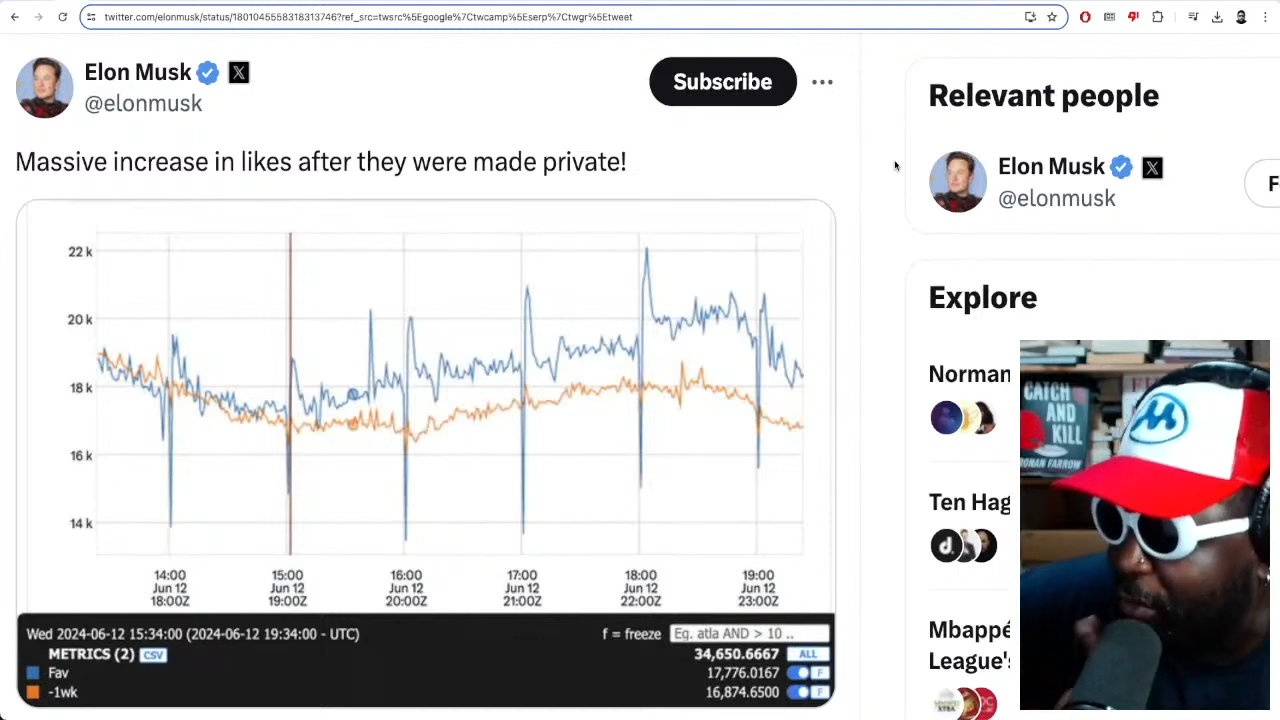 twitter.com/elonmusk/status/1801045558318313746?ref_src=twsrc%5Egoogle%7Ctwcamp%5Eserp%7Ctwgr%5Etweet
Elon Musk
@elonmusk
Subscribe
Massive increase in likes after they were made private!
22 k
20 k
18 k
16 k
14 k
14:00 15:00 16:00 17:00 18:00 19:00
Jun 12 Jun 12 Jun 12 Jun 12 Jun 12 Jun 12
18:00Z 19:00Z 20:00Z 21:00Z 22:00Z 23:00Z
Wed 2024-06-12 15:34:00 (2024-06-12 19:34:00 - UTC) f = freeze Eg. atla AND > 10 ..
METRICS (2) CSV 34,650.6667 ALL
Fav 17,776.0167 F
-1wk 16,874.6500 F
Relevant people
Elon Musk
@elonmusk
F
Explore
Norman
Ten Hag
Mbappé
League's
CATCH
AND
KILL
RONAN FARROW